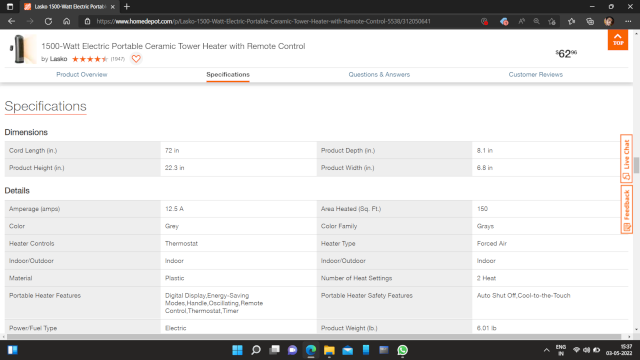 Lasko 1500-Watt Electric Portab
https://www.homedepot.com/p/Lasko-1500-Watt-Electric-Portable-Ceramic-Tower-Heater-with-Remote-Control-5538/312050641
1500-Watt Electric Portable Ceramic Tower Heater with Remote Control
by Lasko (1947)
$6296
TOP
Product Overview Specifications Questions & Answers Customer Reviews
Specifications
Dimensions
Cord Length (in.) 72 in Product Depth (in.) 8.1 in
Product Height (in.) 22.3 in Product Width (in.) 6.8 in
Details
Amperage (amps) 12.5 A Area Heated (Sq. Ft.) 150
Color Grey Color Family Grays
Heater Controls Thermostat Heater Type Forced Air
Indoor/Outdoor Indoor Indoor/Outdoor Indoor
Material Plastic Number of Heat Settings 2 Heat
Portable Heater Features Digital Display,Energy-Saving Portable Heater Safety Features Auto Shut Off,Cool-to-the-Touch
Modes,Handle,Oscillating,Remote
Control,Thermostat,Timer
Power/Fuel Type Electric Product Weight (lb.) 6.01 lb
Live Chat
Feedback
ENG 15:37
IN 03-05-2022